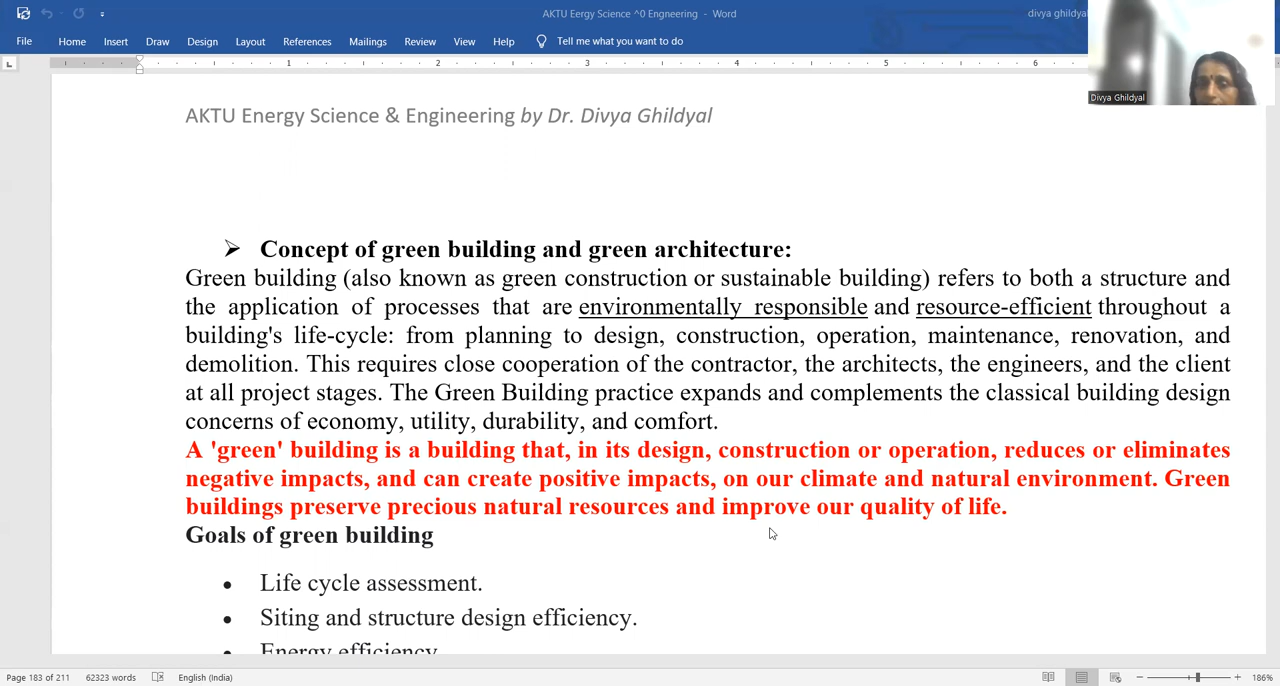 AKTU Eergy Science ^0 Engneering - Word
divya ghildyal
File Home Insert Draw Design Layout References Mailings Review View Help Tell me what you want to do
1 2 3 4 5 6
Divya Ghildyal
AKTU Energy Science & Engineering by Dr. Divya Ghildyal
➢ Concept of green building and green architecture:
Green building (also known as green construction or sustainable building) refers to both a structure and
the application of processes that are environmentally responsible and resource-efficient throughout a
building's life-cycle: from planning to design, construction, operation, maintenance, renovation, and
demolition. This requires close cooperation of the contractor, the architects, the engineers, and the client
at all project stages. The Green Building practice expands and complements the classical building design
concerns of economy, utility, durability, and comfort.
A 'green' building is a building that, in its design, construction or operation, reduces or eliminates
negative impacts, and can create positive impacts, on our climate and natural environment. Green
buildings preserve precious natural resources and improve our quality of life.
Goals of green building
• Life cycle assessment.
• Siting and structure design efficiency.
• Energy efficiency
Page 183 of 211 62323 words English (India) 186%